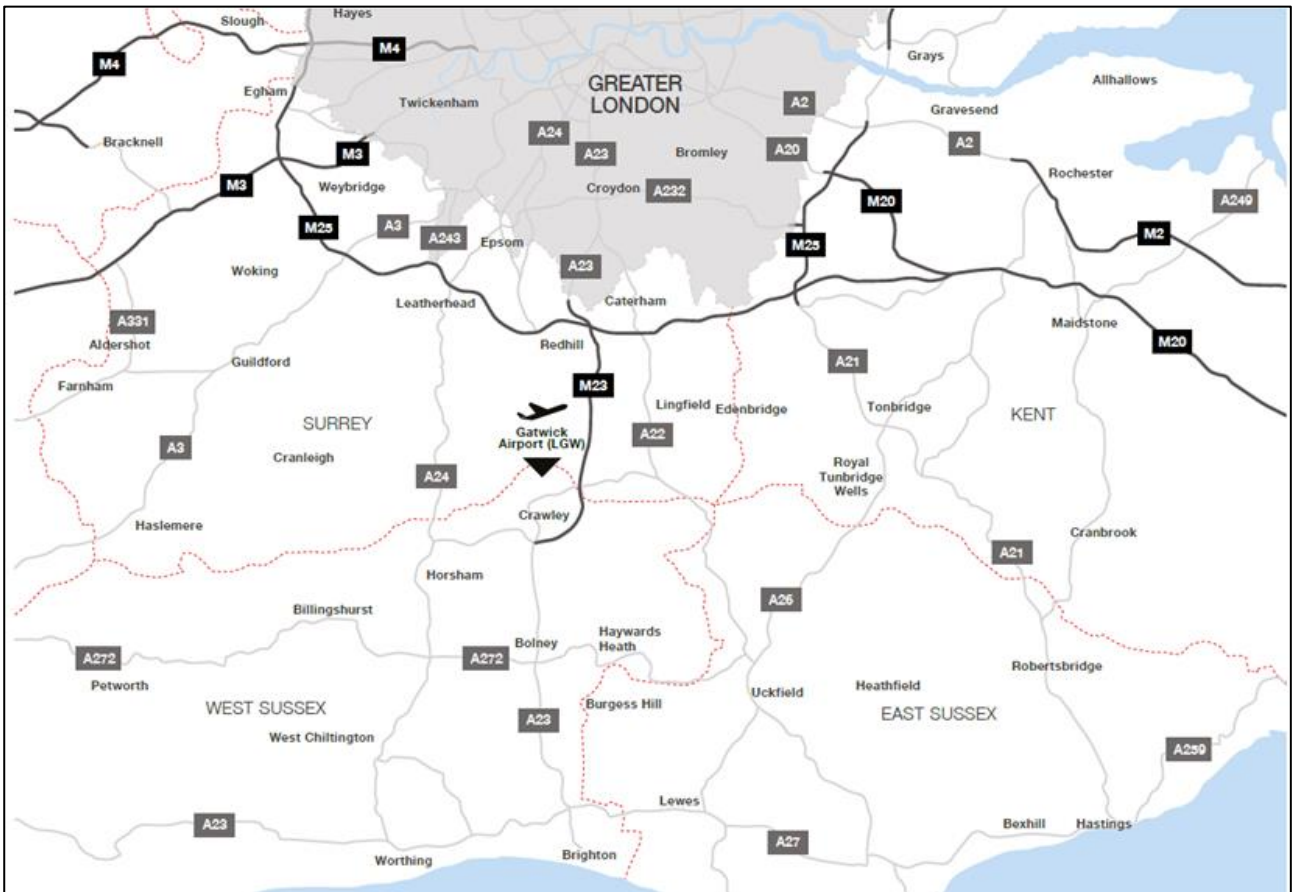 Slough
Hayes
M4
M4
Grays
Allhallows
GREATER
LONDON
Egham
Twickenham
A2
Gravesend
Bracknell
A24
A23
M3
Bromley
A20
A2
Rochester
M3
Weybridge
Croydon
A232
M20
A249
M25
A3
A243
Epsom
M25
M2
Woking
A23
Leatherhead
Caterham
A331
Aldershot
Redhill
Maidstone
M20
Guildford
A21
Farnham
M23
Lingfield
Edenbridge
Tonbridge
KENT
SURREY
Gatwick
Airport (LGW)
A22
A3
Cranleigh
A24
Royal
Tunbridge
Wells
Haslemere
Crawley
Cranbrook
A21
Horsham
Billingshurst
A26
A272
A272
Bolney
Haywards
Heath
Robertsbridge
Petworth
Uckfield
Heathfield
WEST SUSSEX
A23
Burgess Hill
EAST SUSSEX
West Chiltington
A259
A23
Lewes
A27
Bexhill
Hastings
Worthing
Brighton